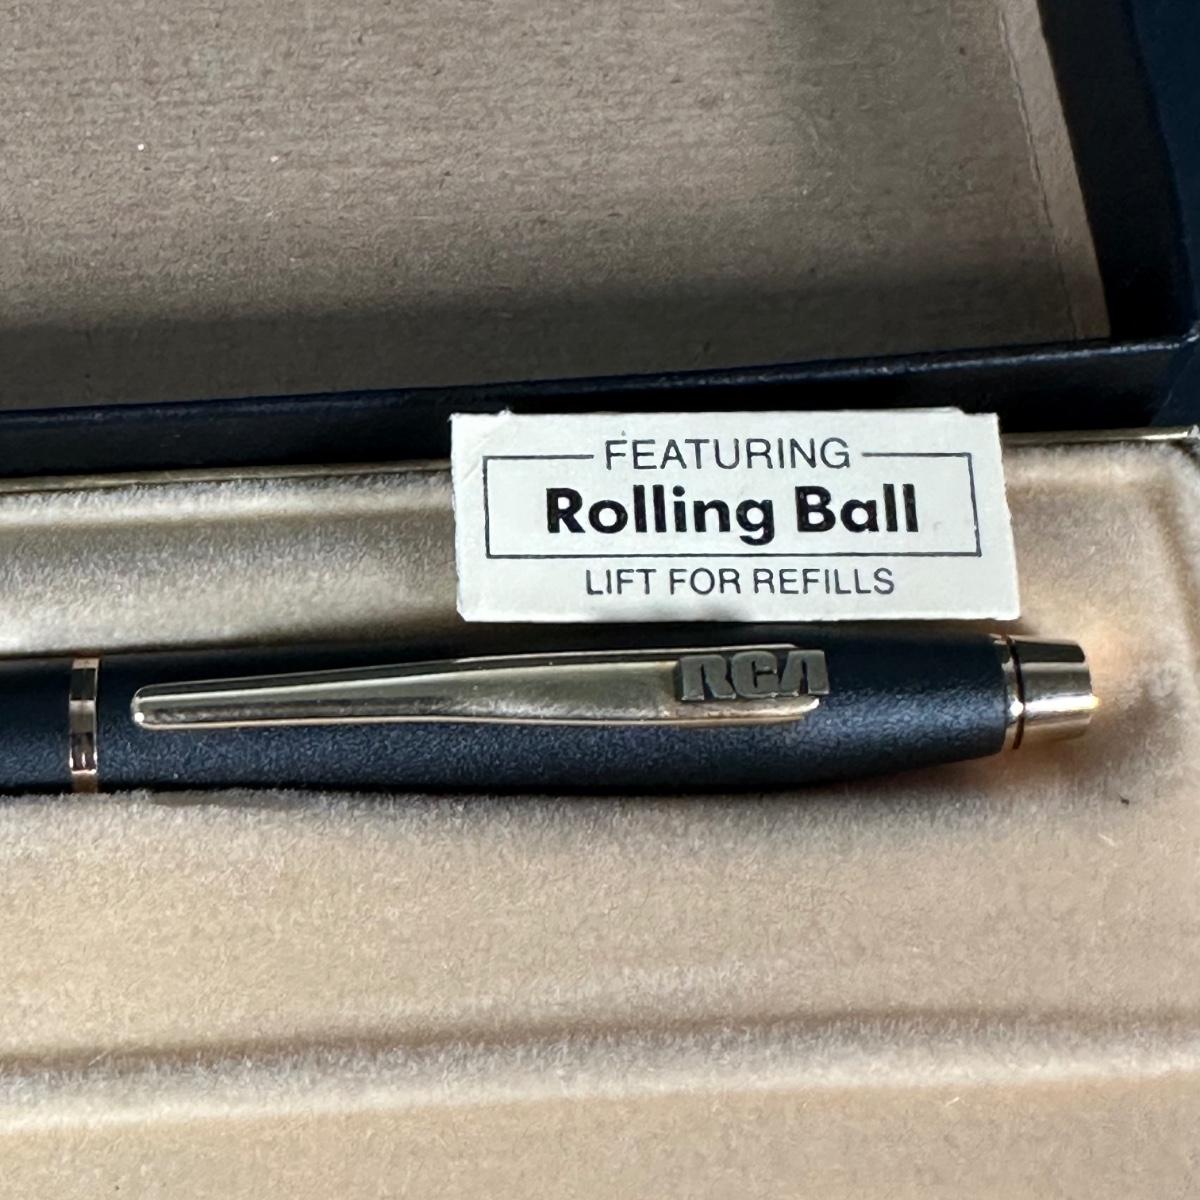 FEATURING
Rolling Ball
LIFT FOR REFILLS
RCA